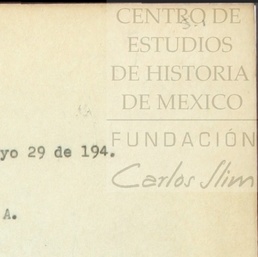 CENTRO DE
ESTUDIOS
DE HISTORIA
DE MEXICO
FUNDACIÓN
Carlos Slim
yo 29 de 194.
A.